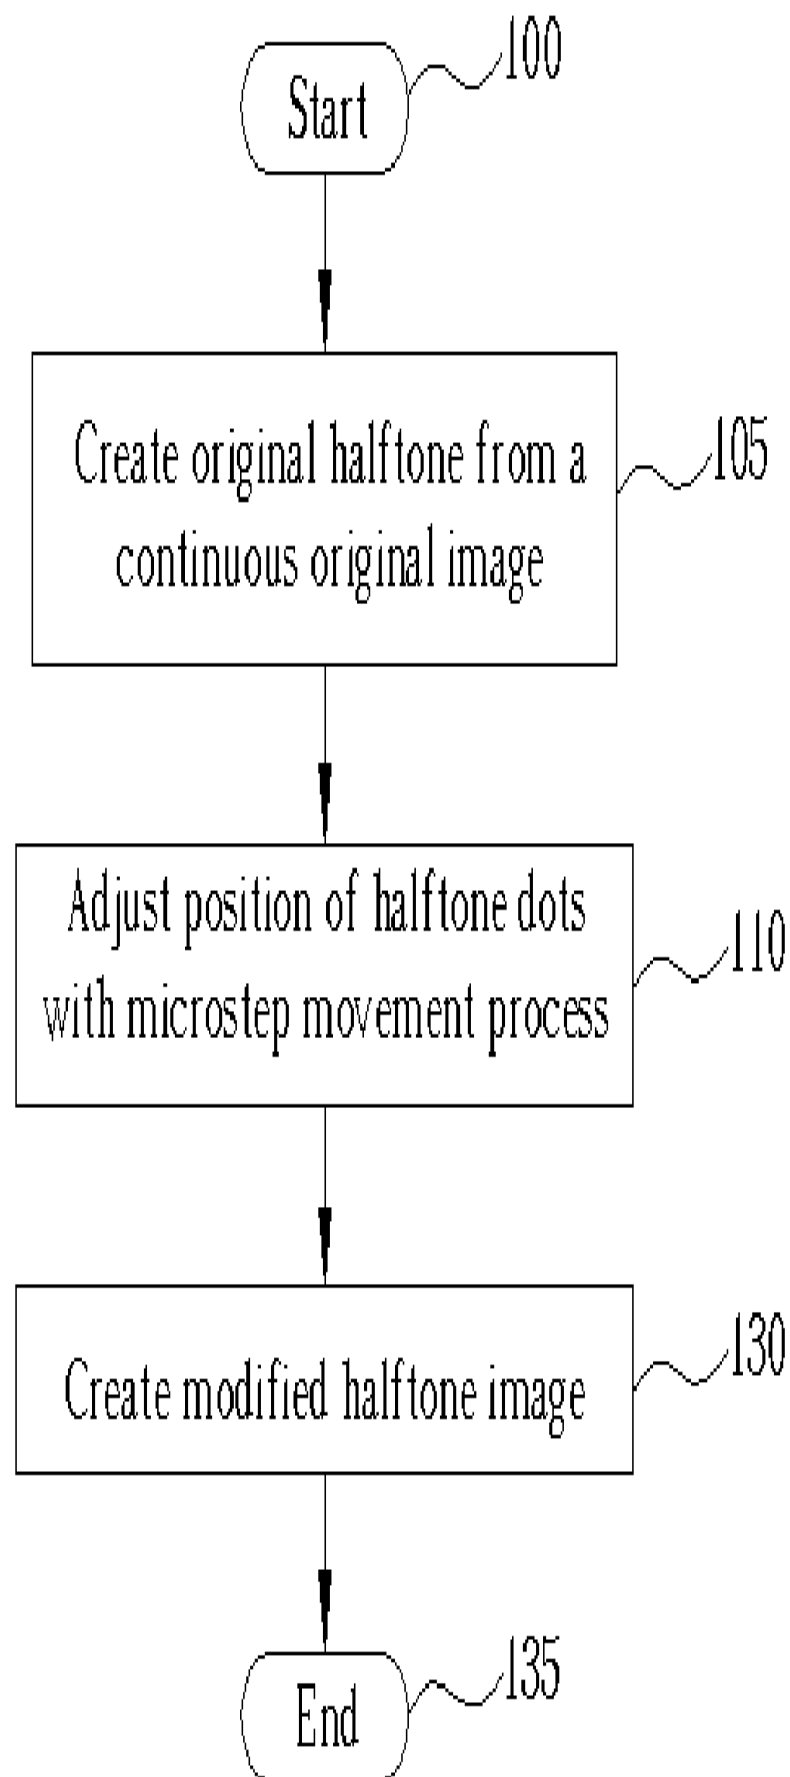 100
Start
Create original halftone from a
continuous original image
105
Adjust position of halftone dots
with microstep movement process
110
Create modified halftone image
130
End
135